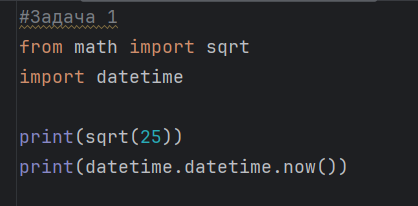 #Задача 1
from math import sqrt
import datetime
print(sqrt(25))
print(datetime.datetime.now())